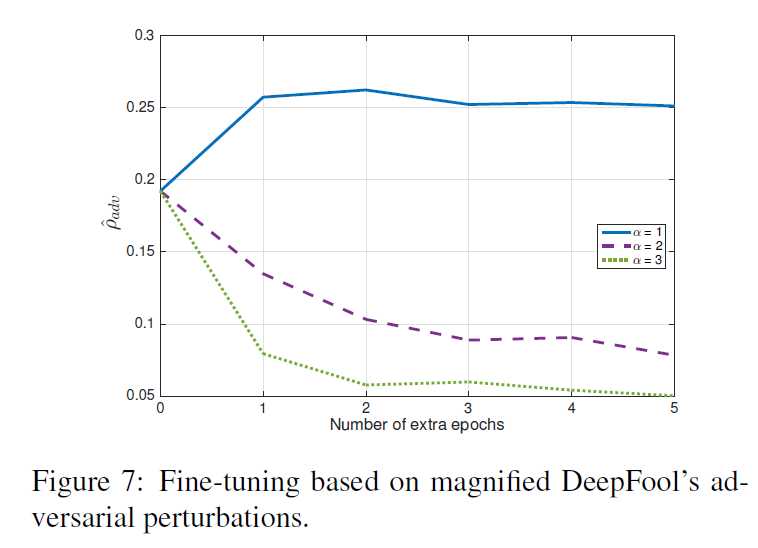 0.3
0.25
0.2
0.15
0.1
0.05
ρ̂adv
α = 1
α = 2
α = 3
0 1 2 3 4 5
Number of extra epochs
Figure 7: Fine-tuning based on magnified DeepFool's ad-
versarial perturbations.